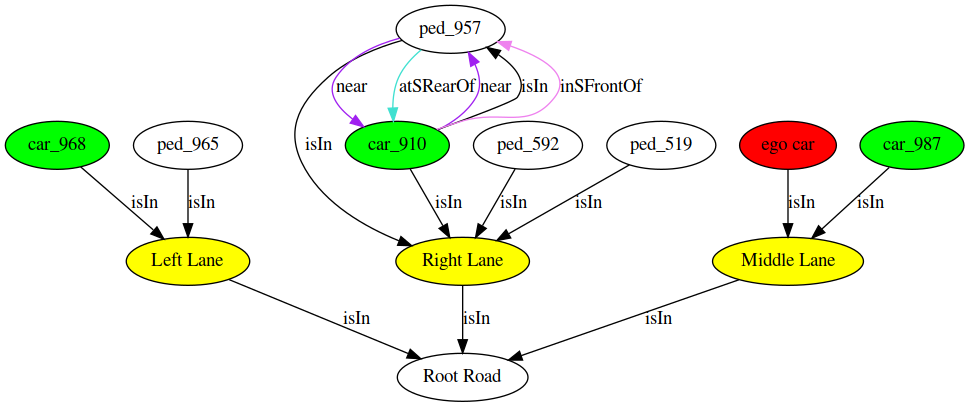 ped_957
near
atSRearOf
near
isIn
inSFrontOf
car_968
ped_965
isIn
car_910
ped_592
ped_519
ego car
car_987
isIn
isIn
isIn
isIn
isIn
isIn
isIn
Left Lane
Right Lane
Middle Lane
isIn
isIn
isIn
Root Road